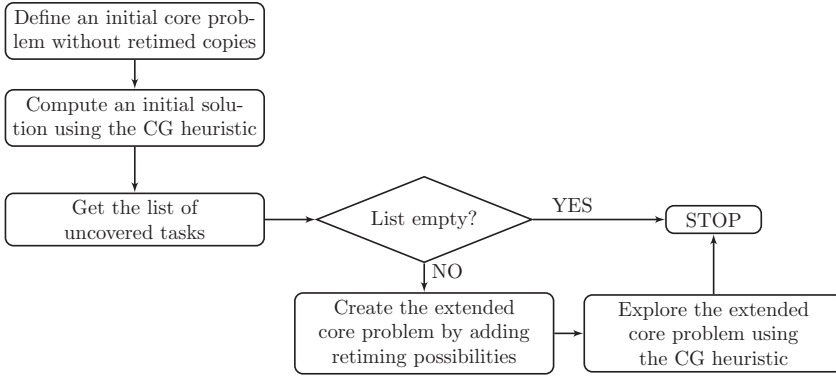 Define an initial core prob-
lem without retimed copies
Compute an initial solu-
tion using the CG heuristic
Get the list of
uncovered tasks
List empty?
YES
STOP
NO
Create the extended
core problem by adding
retiming possibilities
Explore the extended
core problem using
the CG heuristic